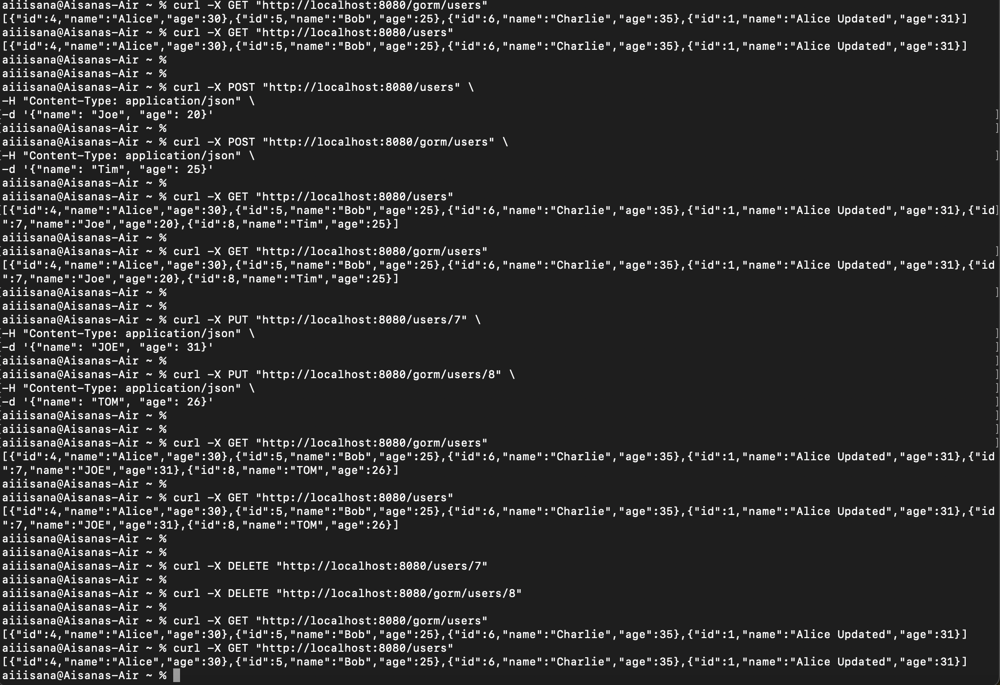 aiiisana@Aisanas-Air ~ % curl -X GET "http://localhost:8080/gorm/users"
[{"id":4,"name":"Alice","age":30},{"id":5,"name":"Bob","age":25},{"id":6,"name":"Charlie","age":35},{"id":1,"name":"Alice Updated","age":31}]
aiiisana@Aisanas-Air ~ % curl -X GET "http://localhost:8080/users"
[{"id":4,"name":"Alice","age":30},{"id":5,"name":"Bob","age":25},{"id":6,"name":"Charlie","age":35},{"id":1,"name":"Alice Updated","age":31}]
aiiisana@Aisanas-Air ~ %
aiiisana@Aisanas-Air ~ %
aiiisana@Aisanas-Air ~ % curl -X POST "http://localhost:8080/users" \
-H "Content-Type: application/json" \
-d '{"name": "Joe", "age": 20}'
aiiisana@Aisanas-Air ~ %
aiiisana@Aisanas-Air ~ % curl -X POST "http://localhost:8080/gorm/users" \
-H "Content-Type: application/json" \
-d '{"name": "Tim", "age": 25}'
aiiisana@Aisanas-Air ~ %
aiiisana@Aisanas-Air ~ % curl -X GET "http://localhost:8080/users"
[{"id":4,"name":"Alice","age":30},{"id":5,"name":"Bob","age":25},{"id":6,"name":"Charlie","age":35},{"id":1,"name":"Alice Updated","age":31},{"id
":7,"name":"Joe","age":20},{"id":8,"name":"Tim","age":25}]
aiiisana@Aisanas-Air ~ %
aiiisana@Aisanas-Air ~ % curl -X GET "http://localhost:8080/gorm/users"
[{"id":4,"name":"Alice","age":30},{"id":5,"name":"Bob","age":25},{"id":6,"name":"Charlie","age":35},{"id":1,"name":"Alice Updated","age":31},{"id
":7,"name":"Joe","age":20},{"id":8,"name":"Tim","age":25}]
aiiisana@Aisanas-Air ~ %
aiiisana@Aisanas-Air ~ %
aiiisana@Aisanas-Air ~ % curl -X PUT "http://localhost:8080/users/7" \
-H "Content-Type: application/json" \
-d '{"name": "JOE", "age": 31}'
aiiisana@Aisanas-Air ~ %
aiiisana@Aisanas-Air ~ % curl -X PUT "http://localhost:8080/gorm/users/8" \
-H "Content-Type: application/json" \
-d '{"name": "TOM", "age": 26}'
aiiisana@Aisanas-Air ~ %
aiiisana@Aisanas-Air ~ %
aiiisana@Aisanas-Air ~ % curl -X GET "http://localhost:8080/gorm/users"
[{"id":4,"name":"Alice","age":30},{"id":5,"name":"Bob","age":25},{"id":6,"name":"Charlie","age":35},{"id":1,"name":"Alice Updated","age":31},{"id
":7,"name":"JOE","age":31},{"id":8,"name":"TOM","age":26}]
aiiisana@Aisanas-Air ~ %
aiiisana@Aisanas-Air ~ % curl -X GET "http://localhost:8080/users"
[{"id":4,"name":"Alice","age":30},{"id":5,"name":"Bob","age":25},{"id":6,"name":"Charlie","age":35},{"id":1,"name":"Alice Updated","age":31},{"id
":7,"name":"JOE","age":31},{"id":8,"name":"TOM","age":26}]
aiiisana@Aisanas-Air ~ %
aiiisana@Aisanas-Air ~ %
aiiisana@Aisanas-Air ~ % curl -X DELETE "http://localhost:8080/users/7"
aiiisana@Aisanas-Air ~ %
aiiisana@Aisanas-Air ~ % curl -X DELETE "http://localhost:8080/gorm/users/8"
aiiisana@Aisanas-Air ~ %
aiiisana@Aisanas-Air ~ % curl -X GET "http://localhost:8080/gorm/users"
[{"id":4,"name":"Alice","age":30},{"id":5,"name":"Bob","age":25},{"id":6,"name":"Charlie","age":35},{"id":1,"name":"Alice Updated","age":31}]
aiiisana@Aisanas-Air ~ % curl -X GET "http://localhost:8080/users"
[{"id":4,"name":"Alice","age":30},{"id":5,"name":"Bob","age":25},{"id":6,"name":"Charlie","age":35},{"id":1,"name":"Alice Updated","age":31}]
aiiisana@Aisanas-Air ~ %